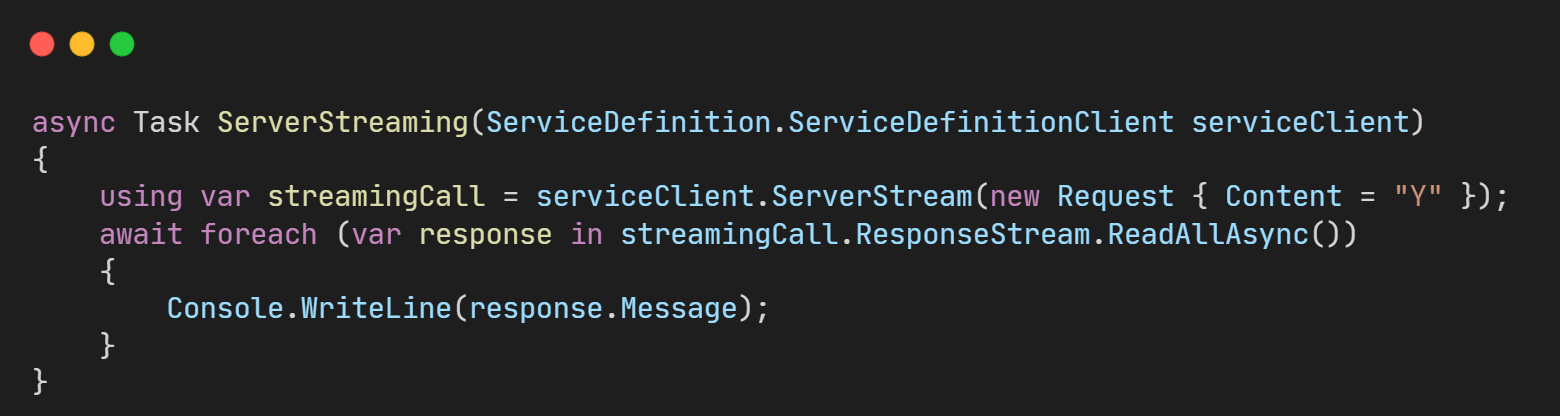 async Task ServerStreaming(ServiceDefinition.ServiceDefinitionClient serviceClient)
{
    using var streamingCall = serviceClient.ServerStream(new Request { Content = "Y" });
    await foreach (var response in streamingCall.ResponseStream.ReadAllAsync())
    {
        Console.WriteLine(response.Message);
    }
}